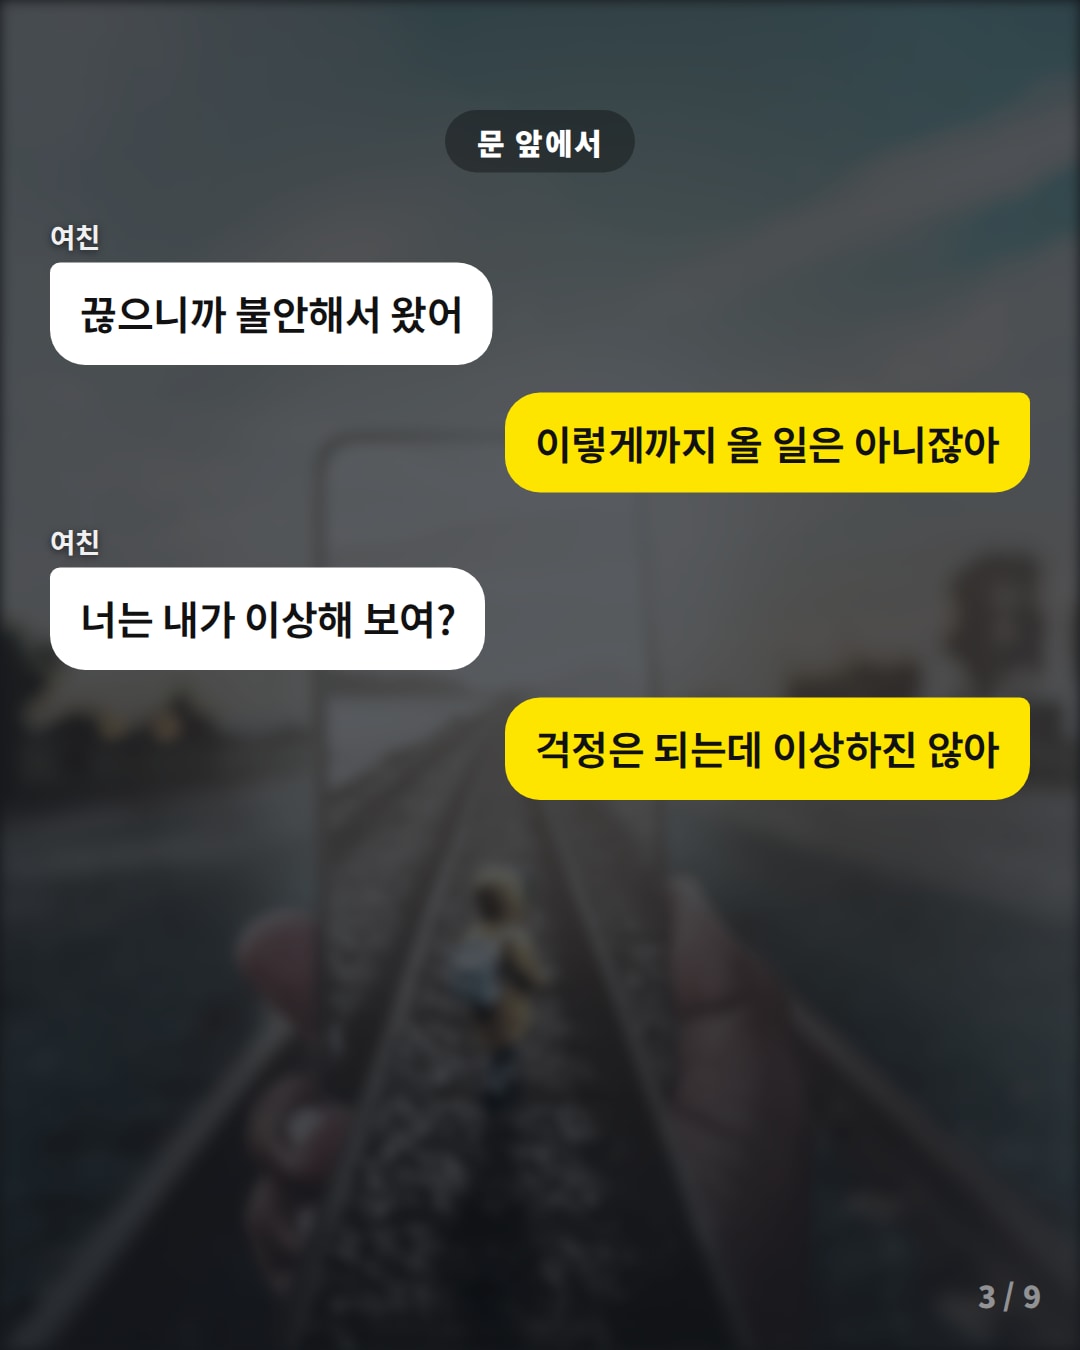 문 앞에서
여친
끊으니까 불안해서 왔어
이렇게까지 올 일은 아니잖아
여친
너는 내가 이상해 보여?
걱정은 되는데 이상하진 않아
3 / 9